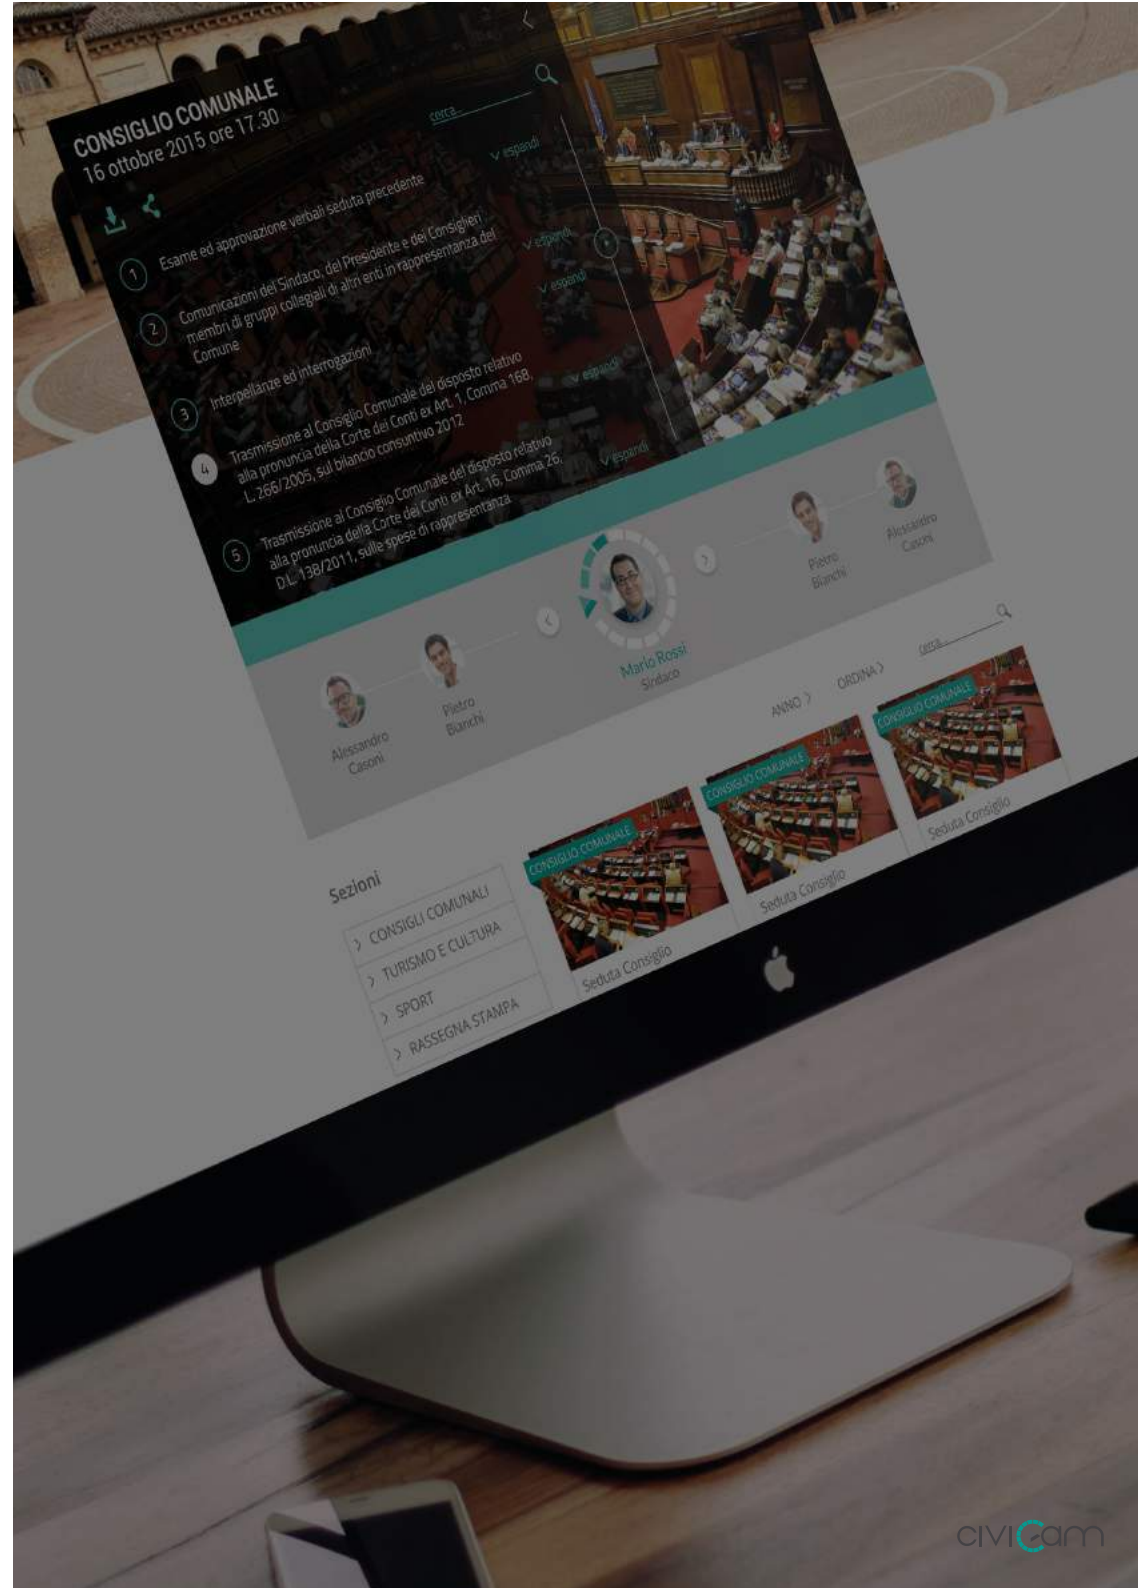 CONSIGLIO COMUNALE
16 ottobre 2015 ore 17.30
cerca...
1
Esame ed approvazione verbali seduta precedente
espandi
2
Comunicazioni del Sindaco, del Presidente e dei Consiglieri
membri di gruppi collegiali di altri enti in rappresentanza del
Comune
espandi
3
Interpellanze ed interrogazioni
espandi
4
Trasmissione al Consiglio Comunale del disposto relativo
alla pronuncia della Corte dei Conti ex Art. 1, Comma 168,
L. 266/2005, sul bilancio consuntivo 2012
espandi
5
Trasmissione al Consiglio Comunale del disposto relativo
alla pronuncia della Corte dei Conti ex Art. 16, Comma 26,
D.L. 138/2011, sulle spese di rappresentanza
espandi
Alessandro
Casoni
Pietro
Bianchi
Mario Rossi
Sindaco
Pietro
Bianchi
Alessandro
Casoni
ANNO
ORDINA
cerca...
Sezioni
CONSIGLI COMUNALI
TURISMO E CULTURA
SPORT
RASSEGNA STAMPA
CONSIGLIO COMUNALE
Seduta Consiglio
CONSIGLIO COMUNALE
Seduta Consiglio
CONSIGLIO COMUNALE
Seduta Consiglio
civicam